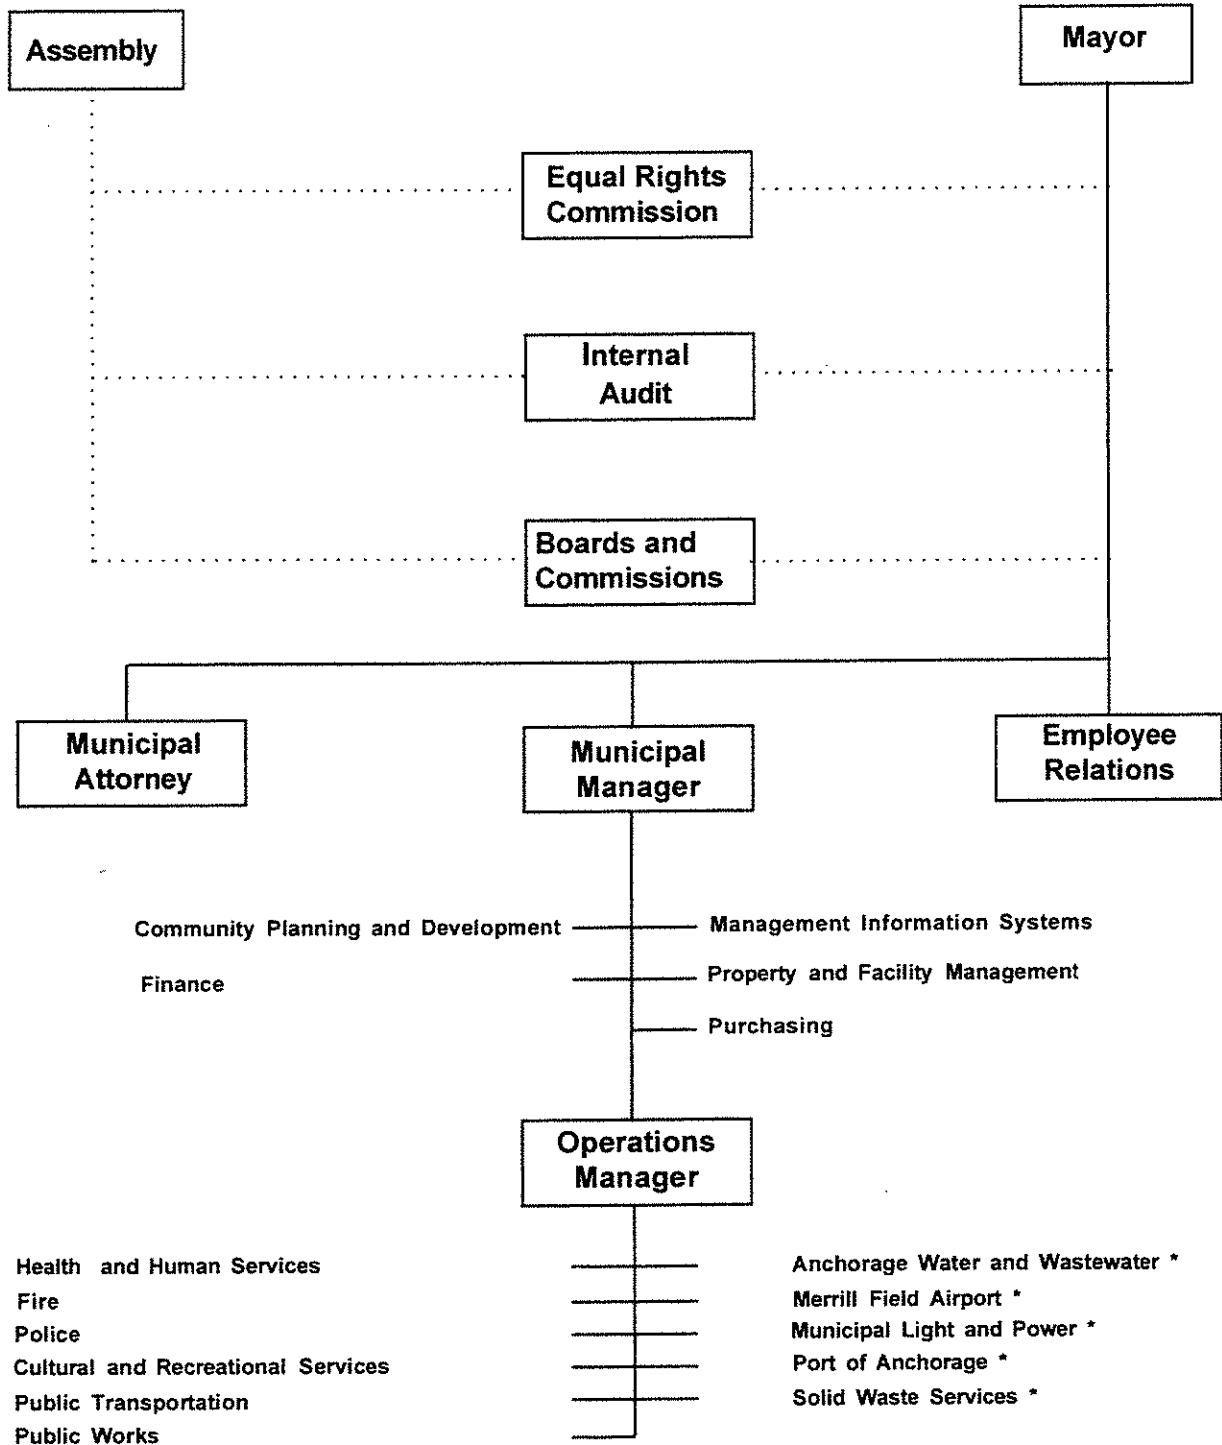 Assembly
Mayor
Equal Rights
Commission
Internal
Audit
Boards and
Commissions
Municipal
Attorney
Municipal
Manager
Employee
Relations
Community Planning and Development
Management Information Systems
Finance
Property and Facility Management
Purchasing
Operations
Manager
Health and Human Services
Anchorage Water and Wastewater *
Fire
Merrill Field Airport *
Police
Municipal Light and Power *
Cultural and Recreational Services
Port of Anchorage *
Public Transportation
Solid Waste Services *
Public Works